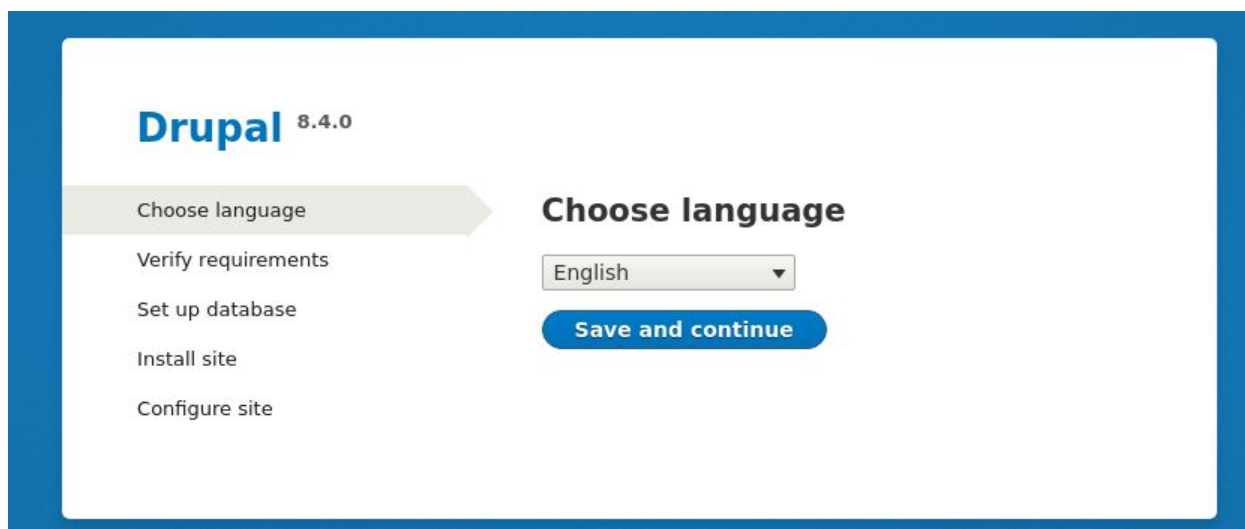 Drupal 8.4.0
Choose language
Verify requirements
Set up database
Install site
Configure site
Choose language
English
Save and continue